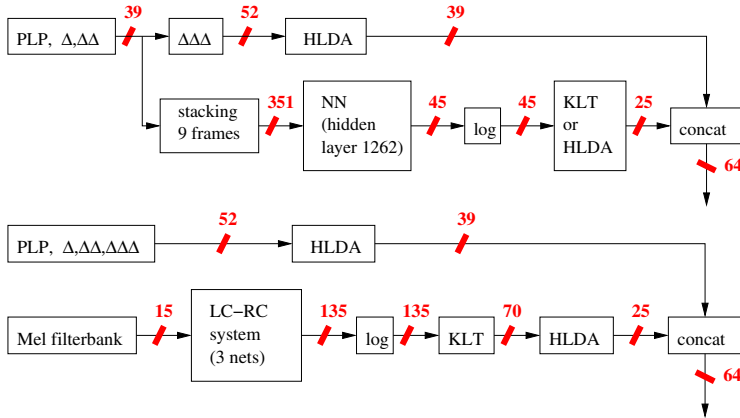 39 52 39
PLP, Δ,ΔΔ ΔΔΔ HLDA
351 45 45 25
stacking
9 frames
NN
(hidden
layer 1262)
log
KLT
or
HLDA
concat
64
52 39
PLP, Δ,ΔΔ,ΔΔΔ HLDA
15 135 135 70 25
Mel filterbank
LC−RC
system
(3 nets)
log KLT HLDA concat
64